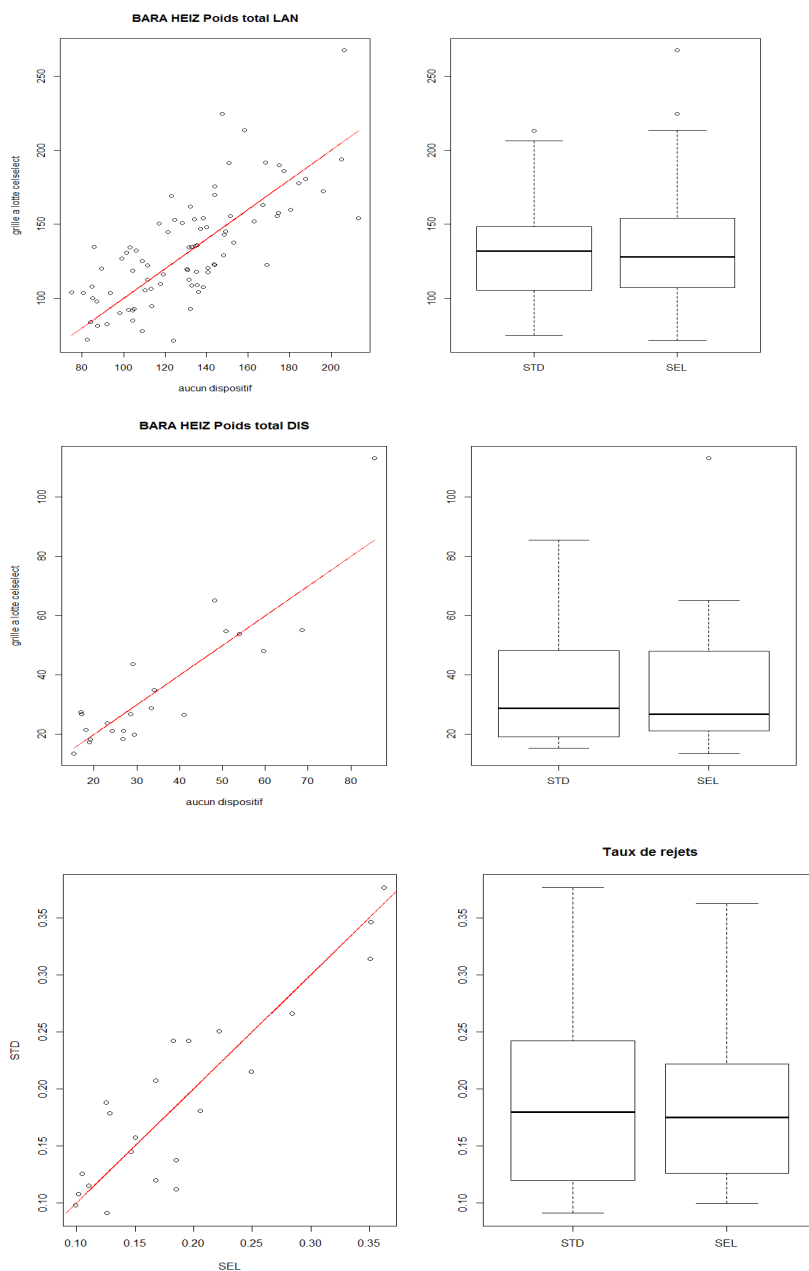 BARA HEIZ Poids total LAN
grille a lotte celselect
250
200
150
100
80 100 120 140 160 180 200
aucun dispositif
250
200
150
100
STD SEL
BARA HEIZ Poids total DIS
grille a lotte celselect
100
80
60
40
20
20 30 40 50 60 70 80
aucun dispositif
100
80
60
40
20
STD SEL
STD
0.35
0.30
0.25
0.20
0.15
0.10
0.10 0.15 0.20 0.25 0.30 0.35
SEL
Taux de rejets
0.35
0.30
0.25
0.20
0.15
0.10
STD SEL